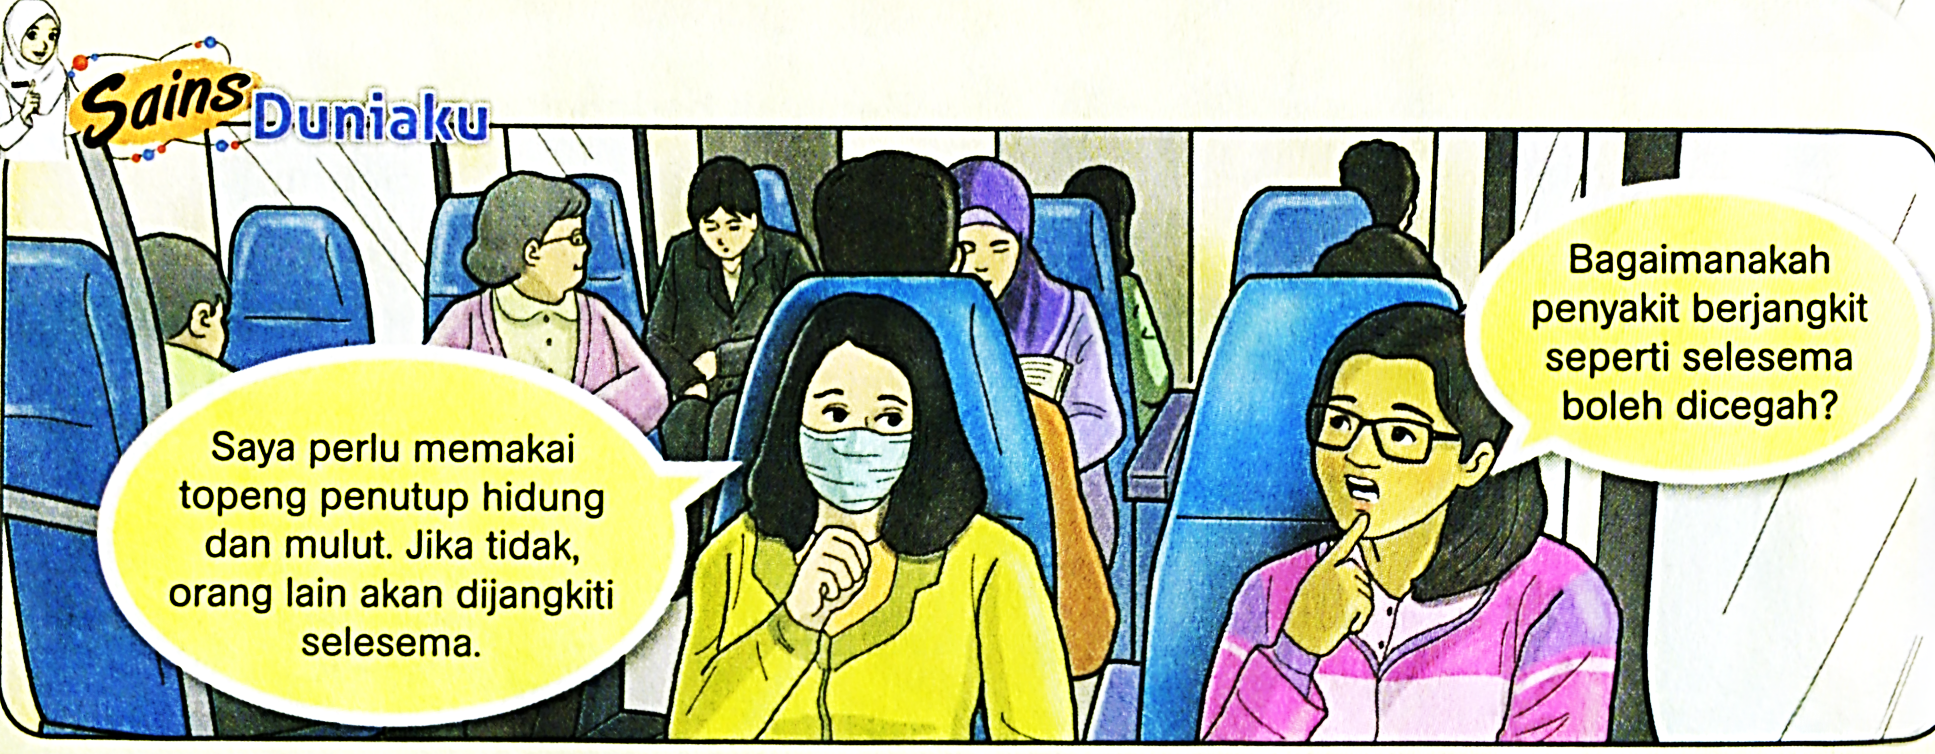 Sains Duniaku
Saya perlu memakai
topeng penutup hidung
dan mulut. Jika tidak,
orang lain akan dijangkiti
selesema.
Bagaimanakah
penyakit berjangkit
seperti selesema
boleh dicegah?